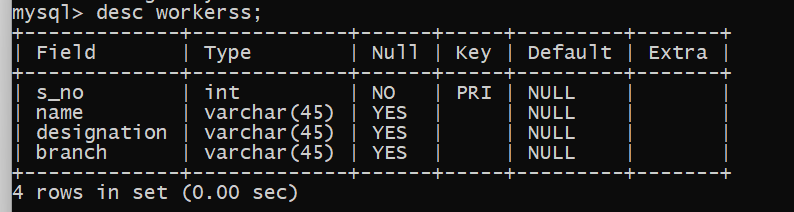 mysql> desc workerss;
+-------------+-------------+------+-----+---------+-------+
| Field       | Type        | Null | Key | Default | Extra |
+-------------+-------------+------+-----+---------+-------+
| s_no        | int         | NO   | PRI | NULL    |       |
| name        | varchar(45) | YES  |     | NULL    |       |
| designation | varchar(45) | YES  |     | NULL    |       |
| branch      | varchar(45) | YES  |     | NULL    |       |
+-------------+-------------+------+-----+---------+-------+
4 rows in set (0.00 sec)